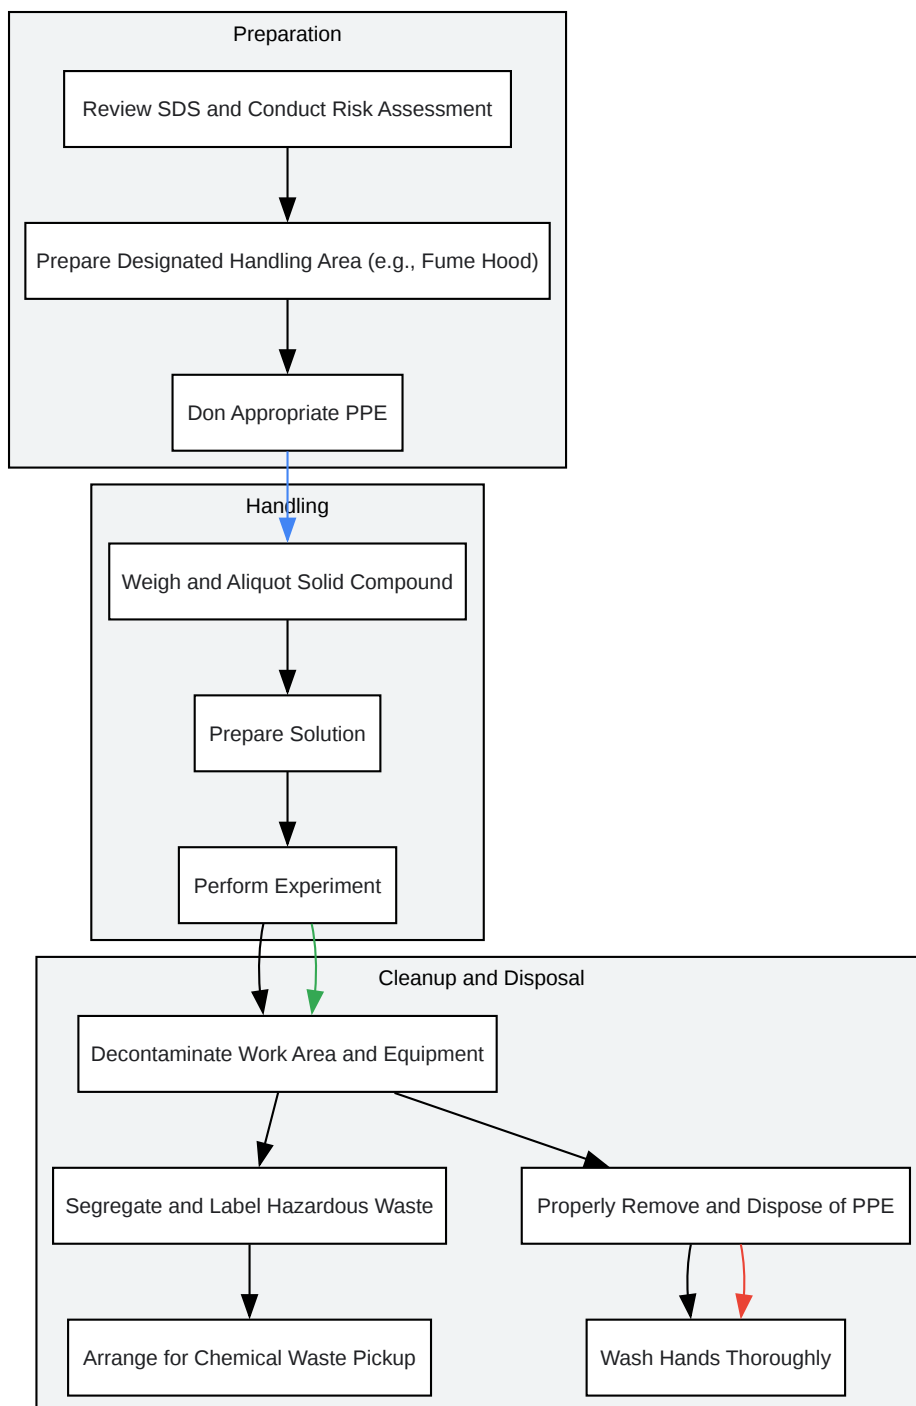 Preparation
Review SDS and Conduct Risk Assessment
Prepare Designated Handling Area (e.g., Fume Hood)
Don Appropriate PPE
Handling
Weigh and Aliquot Solid Compound
Prepare Solution
Perform Experiment
Cleanup and Disposal
Decontaminate Work Area and Equipment
Segregate and Label Hazardous Waste
Properly Remove and Dispose of PPE
Arrange for Chemical Waste Pickup
Wash Hands Thoroughly